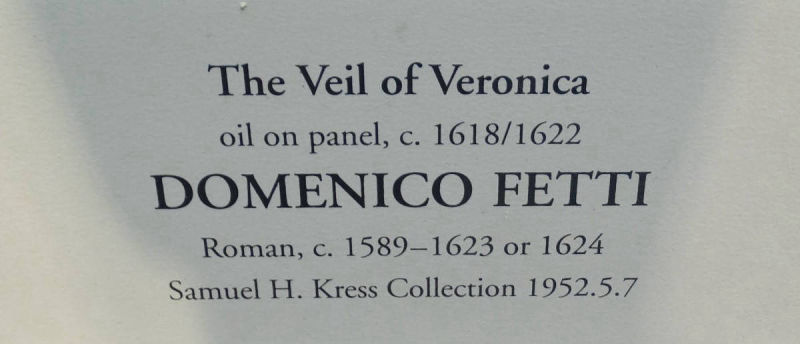 The Veil of Veronica
oil on panel, c. 1618/1622
DOMENICO FETTI
Roman, c. 1589–1623 or 1624
Samuel H. Kress Collection 1952.5.7